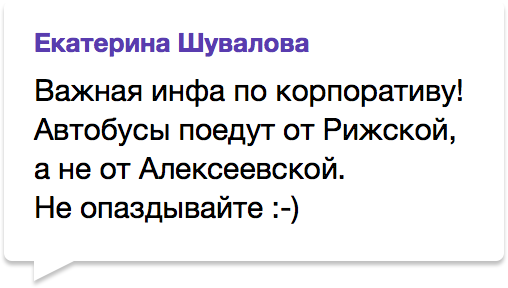 Екатерина Шувалова
Важная инфа по корпоративу!
Автобусы поедут от Рижской,
а не от Алексеевской.
Не опаздывайте :-)